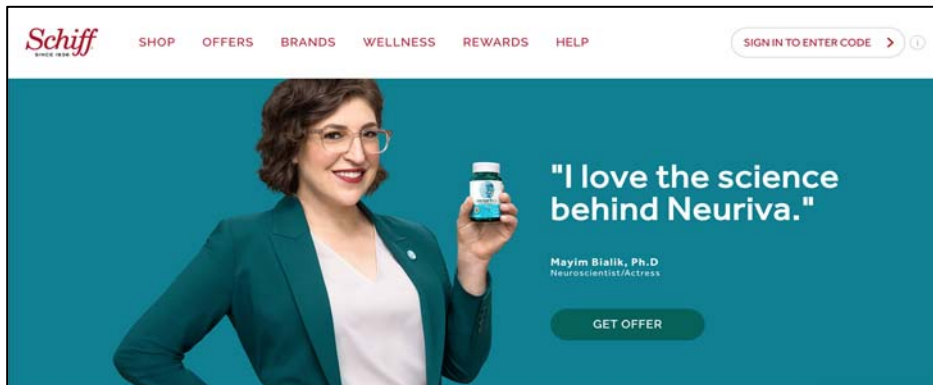 Schiff
SINCE 1936
SHOP OFFERS BRANDS WELLNESS REWARDS HELP
SIGN IN TO ENTER CODE
"I love the science
behind Neuriva."
Mayim Bialik, Ph.D
Neuroscientist/Actress
GET OFFER